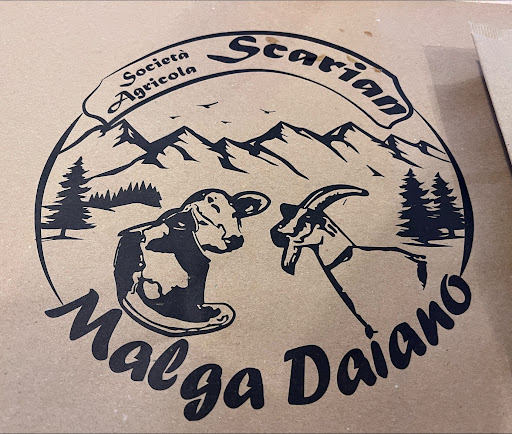 Società
Agricola
Scarian
Malga Daiano